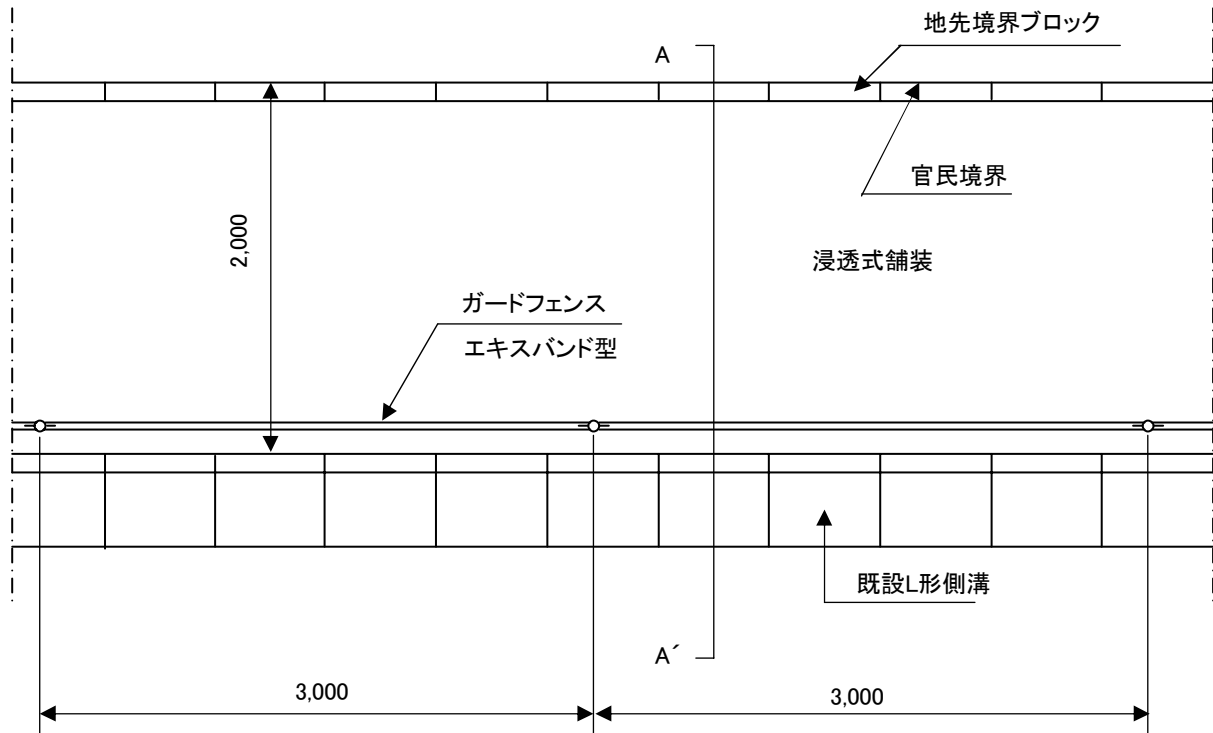 地先境界ブロック
A
官民境界
2,000
浸透式舗装
ガードフェンス
エキスバンド型
既設L形側溝
A´
3,000
3,000